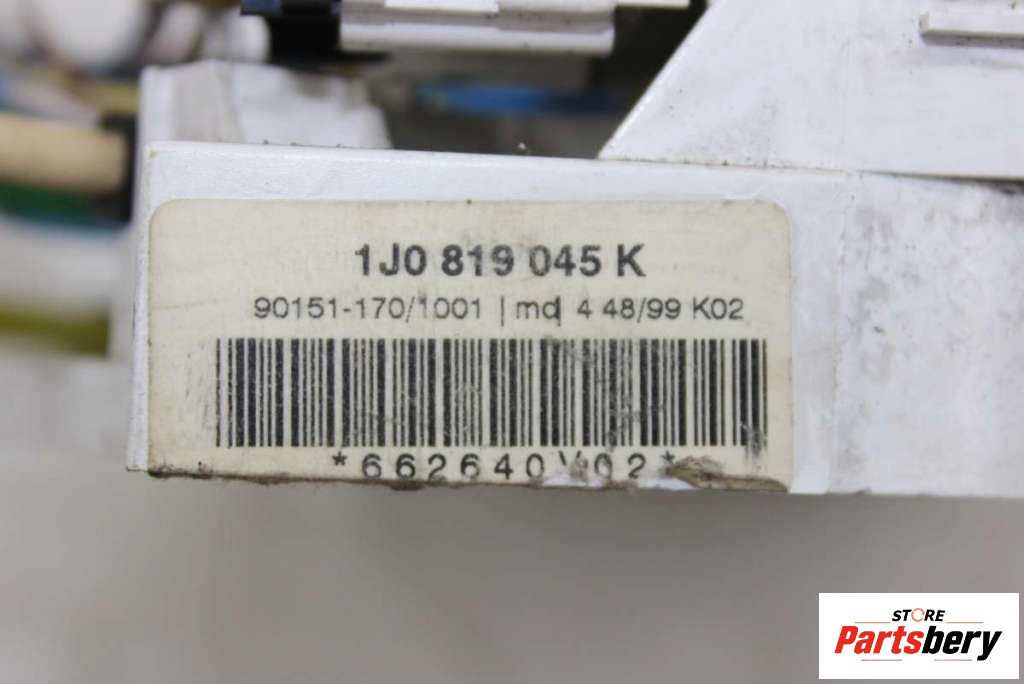 1J0 819 045 K
90151-170/1001 | md 4 48/99 K02
*662640V02*
STORE
Partsbery